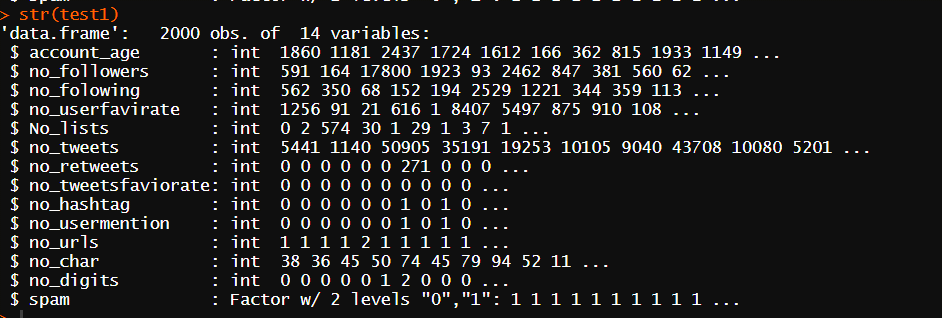 > str(test1)
'data.frame':   2000 obs. of  14 variables:
 $ account_age      : int  1860 1181 2437 1724 1612 166 362 815 1933 1149 ...
 $ no_followers     : int  591 164 17800 1923 93 2462 847 381 560 62 ...
 $ no_folowing      : int  562 350 68 152 194 2529 1221 344 359 113 ...
 $ no_userfavirate  : int  1256 91 21 616 1 8407 5497 875 910 108 ...
 $ No_lists         : int  0 2 574 30 1 29 1 3 7 1 ...
 $ no_tweets        : int  5441 1140 50905 35191 19253 10105 9040 43708 10080 5201 ...
 $ no_retweets      : int  0 0 0 0 0 0 271 0 0 0 ...
 $ no_tweetsfaviorate: int  0 0 0 0 0 0 0 0 0 0 ...
 $ no_hashtag       : int  0 0 0 0 0 0 1 0 1 0 ...
 $ no_usermention   : int  0 0 0 0 0 0 1 0 1 0 ...
 $ no_urls          : int  1 1 1 1 2 1 1 1 1 1 ...
 $ no_char          : int  38 36 45 50 74 45 79 94 52 11 ...
 $ no_digits        : int  0 0 0 0 0 1 2 0 0 0 ...
 $ spam             : Factor w/ 2 levels "0","1": 1 1 1 1 1 1 1 1 1 1 ...
>